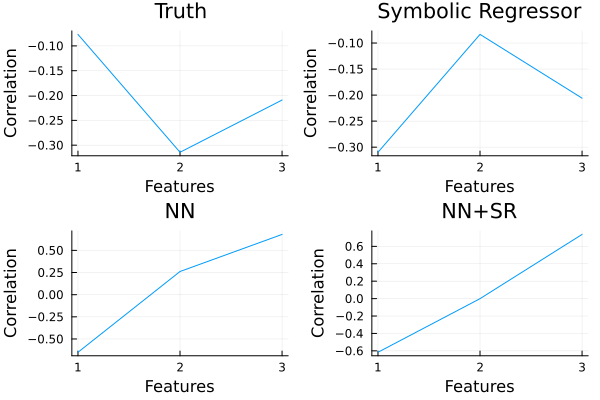 Truth
Correlation
−0.10
−0.15
−0.20
−0.25
−0.30
1
2
3
Features
Symbolic Regressor
Correlation
−0.10
−0.15
−0.20
−0.25
−0.30
1
2
3
Features
NN
Correlation
0.50
0.25
0.00
−0.25
−0.50
1
2
3
Features
NN+SR
Correlation
0.6
0.4
0.2
0.0
−0.2
−0.4
−0.6
1
2
3
Features